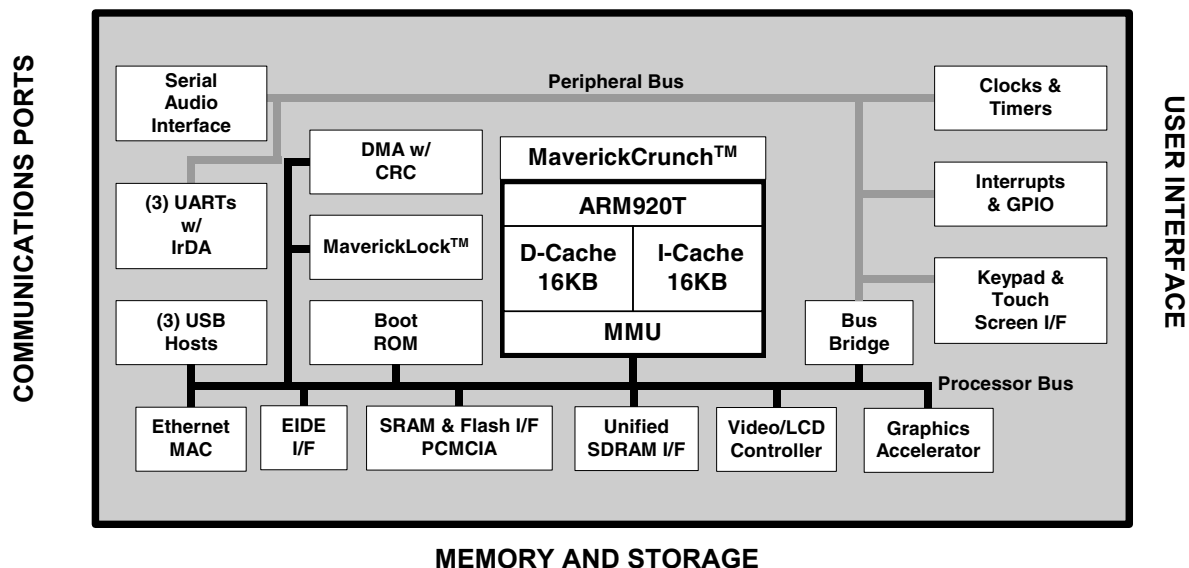 COMMUNICATIONS PORTS
Serial
Audio
Interface
Peripheral Bus
Clocks &
Timers
DMA w/
CRC
MaverickCrunch™
(3) UARTs
w/
IrDA
MaverickLock™
ARM920T
D-Cache
16KB
I-Cache
16KB
MMU
Interrupts
& GPIO
Keypad &
Touch
Screen I/F
(3) USB
Hosts
Boot
ROM
Bus
Bridge
Processor Bus
Ethernet
MAC
EIDE
I/F
SRAM & Flash I/F
PCMCIA
Unified
SDRAM I/F
Video/LCD
Controller
Graphics
Accelerator
USER INTERFACE
MEMORY AND STORAGE